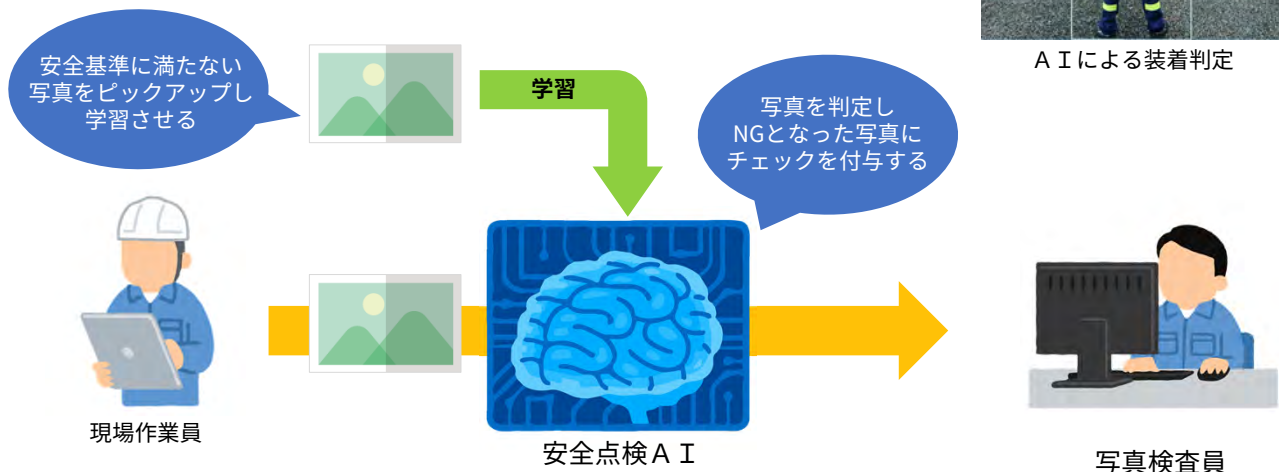 ＡＩによる装着判定
安全基準に満たない
写真をピックアップし
学習させる
学習
写真を判定し
NGとなった写真に
チェックを付与する
現場作業員
安全点検ＡＩ
写真検査員